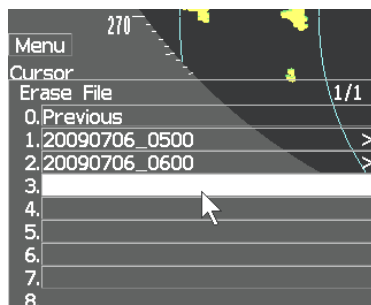 270
Menu
Cursor
Erase File 1/1
0. Previous
1. 20090706_0500 >
2. 20090706_0600 >
3.
4.
5.
6.
7.
8